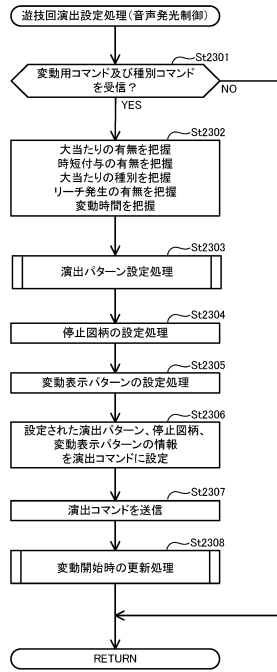 遊技回演出設定処理(音声発光制御)
St2301
変動用コマンド及び種別コマンド
を受信？
NO
YES
St2302
大当たりの有無を把握
時短付与の有無を把握
大当たりの種別を把握
リーチ発生の有無を把握
変動時間を把握
St2303
演出パターン設定処理
St2304
停止図柄の設定処理
St2305
変動表示パターンの設定処理
St2306
設定された演出パターン、停止図柄、
変動表示パターンの情報
を演出コマンドに設定
St2307
演出コマンドを送信
St2308
変動開始時の更新処理
RETURN